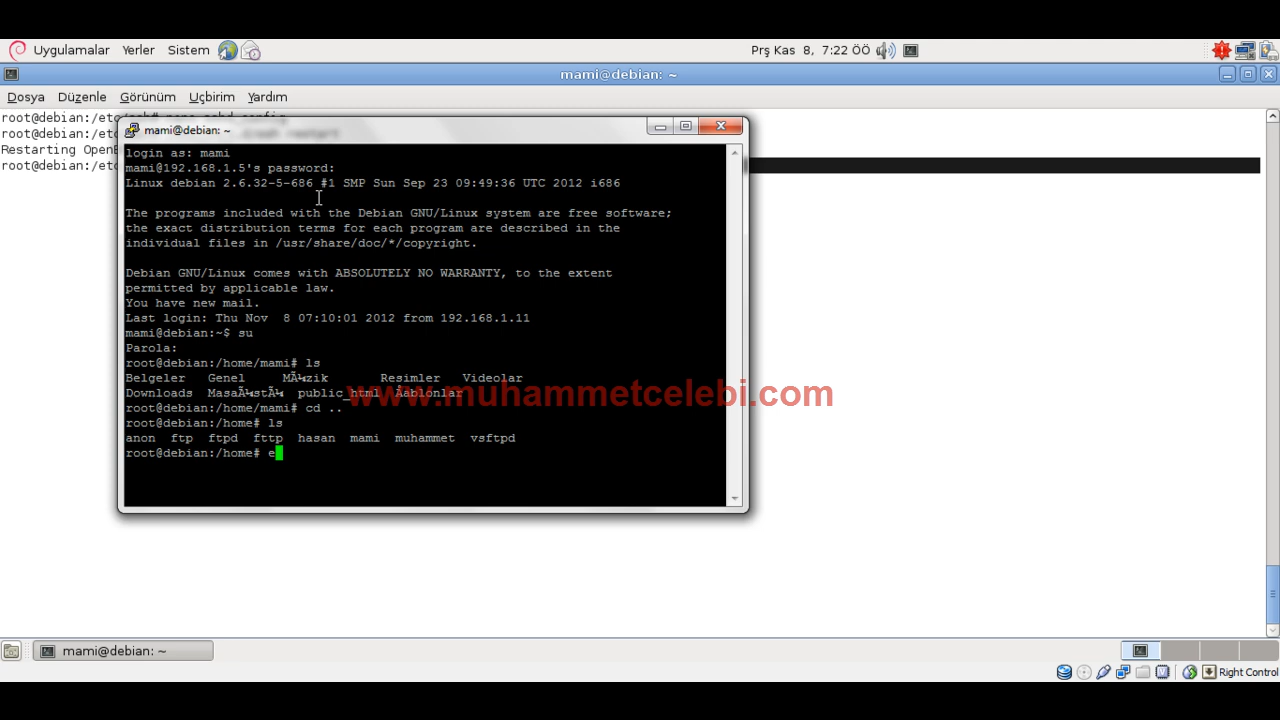 Uygulamalar Yerler Sistem
Prş Kas 8, 7:22 ÖÖ
mami@debian: ~
Dosya Düzenle Görünüm Uçbirim Yardım
root@debian:/etc/ssh# nano sshd_config
root@debian:/etc
restart
Restarting OpenB
root@debian:/etc
mami@debian: ~
login as: mami
mami@192.168.1.5's password:
Linux debian 2.6.32-5-686 #1 SMP Sun Sep 23 09:49:36 UTC 2012 i686
The programs included with the Debian GNU/Linux system are free software;
the exact distribution terms for each program are described in the
individual files in /usr/share/doc/*/copyright.
Debian GNU/Linux comes with ABSOLUTELY NO WARRANTY, to the extent
permitted by applicable law.
You have new mail.
Last login: Thu Nov 8 07:10:01 2012 from 192.168.1.11
mami@debian:~$ su
Parola:
root@debian:/home/mami# ls
Belgeler Genel MÃ¼zik Resimler Videolar
Downloads MasaÃ¼stÃ¼ public_html Åablonlar
www.muhammetcelebi.com
root@debian:/home/mami# cd ..
root@debian:/home# ls
anon ftp ftpd fttp hasan mami muhammet vsftpd
root@debian:/home# e
mami@debian: ~
Right Control